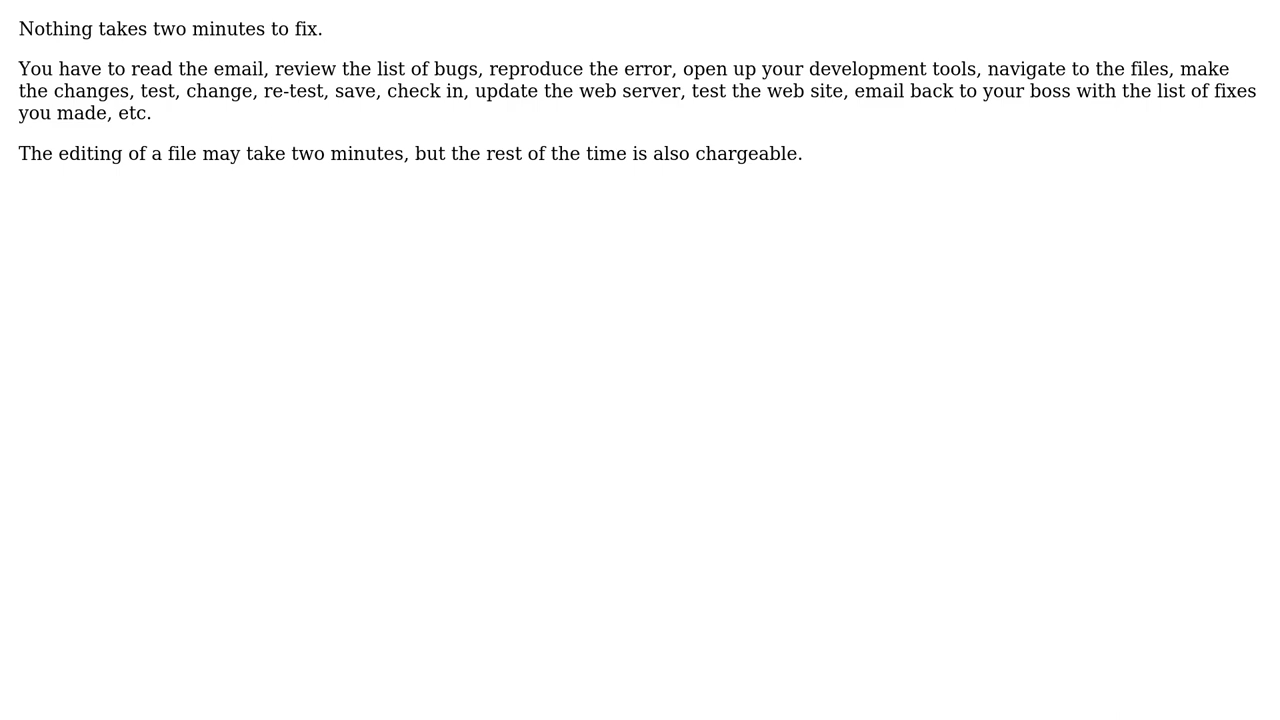 Nothing takes two minutes to fix.
You have to read the email, review the list of bugs, reproduce the error, open up your development tools, navigate to the files, make
the changes, test, change, re-test, save, check in, update the web server, test the web site, email back to your boss with the list of fixes
you made, etc.
The editing of a file may take two minutes, but the rest of the time is also chargeable.